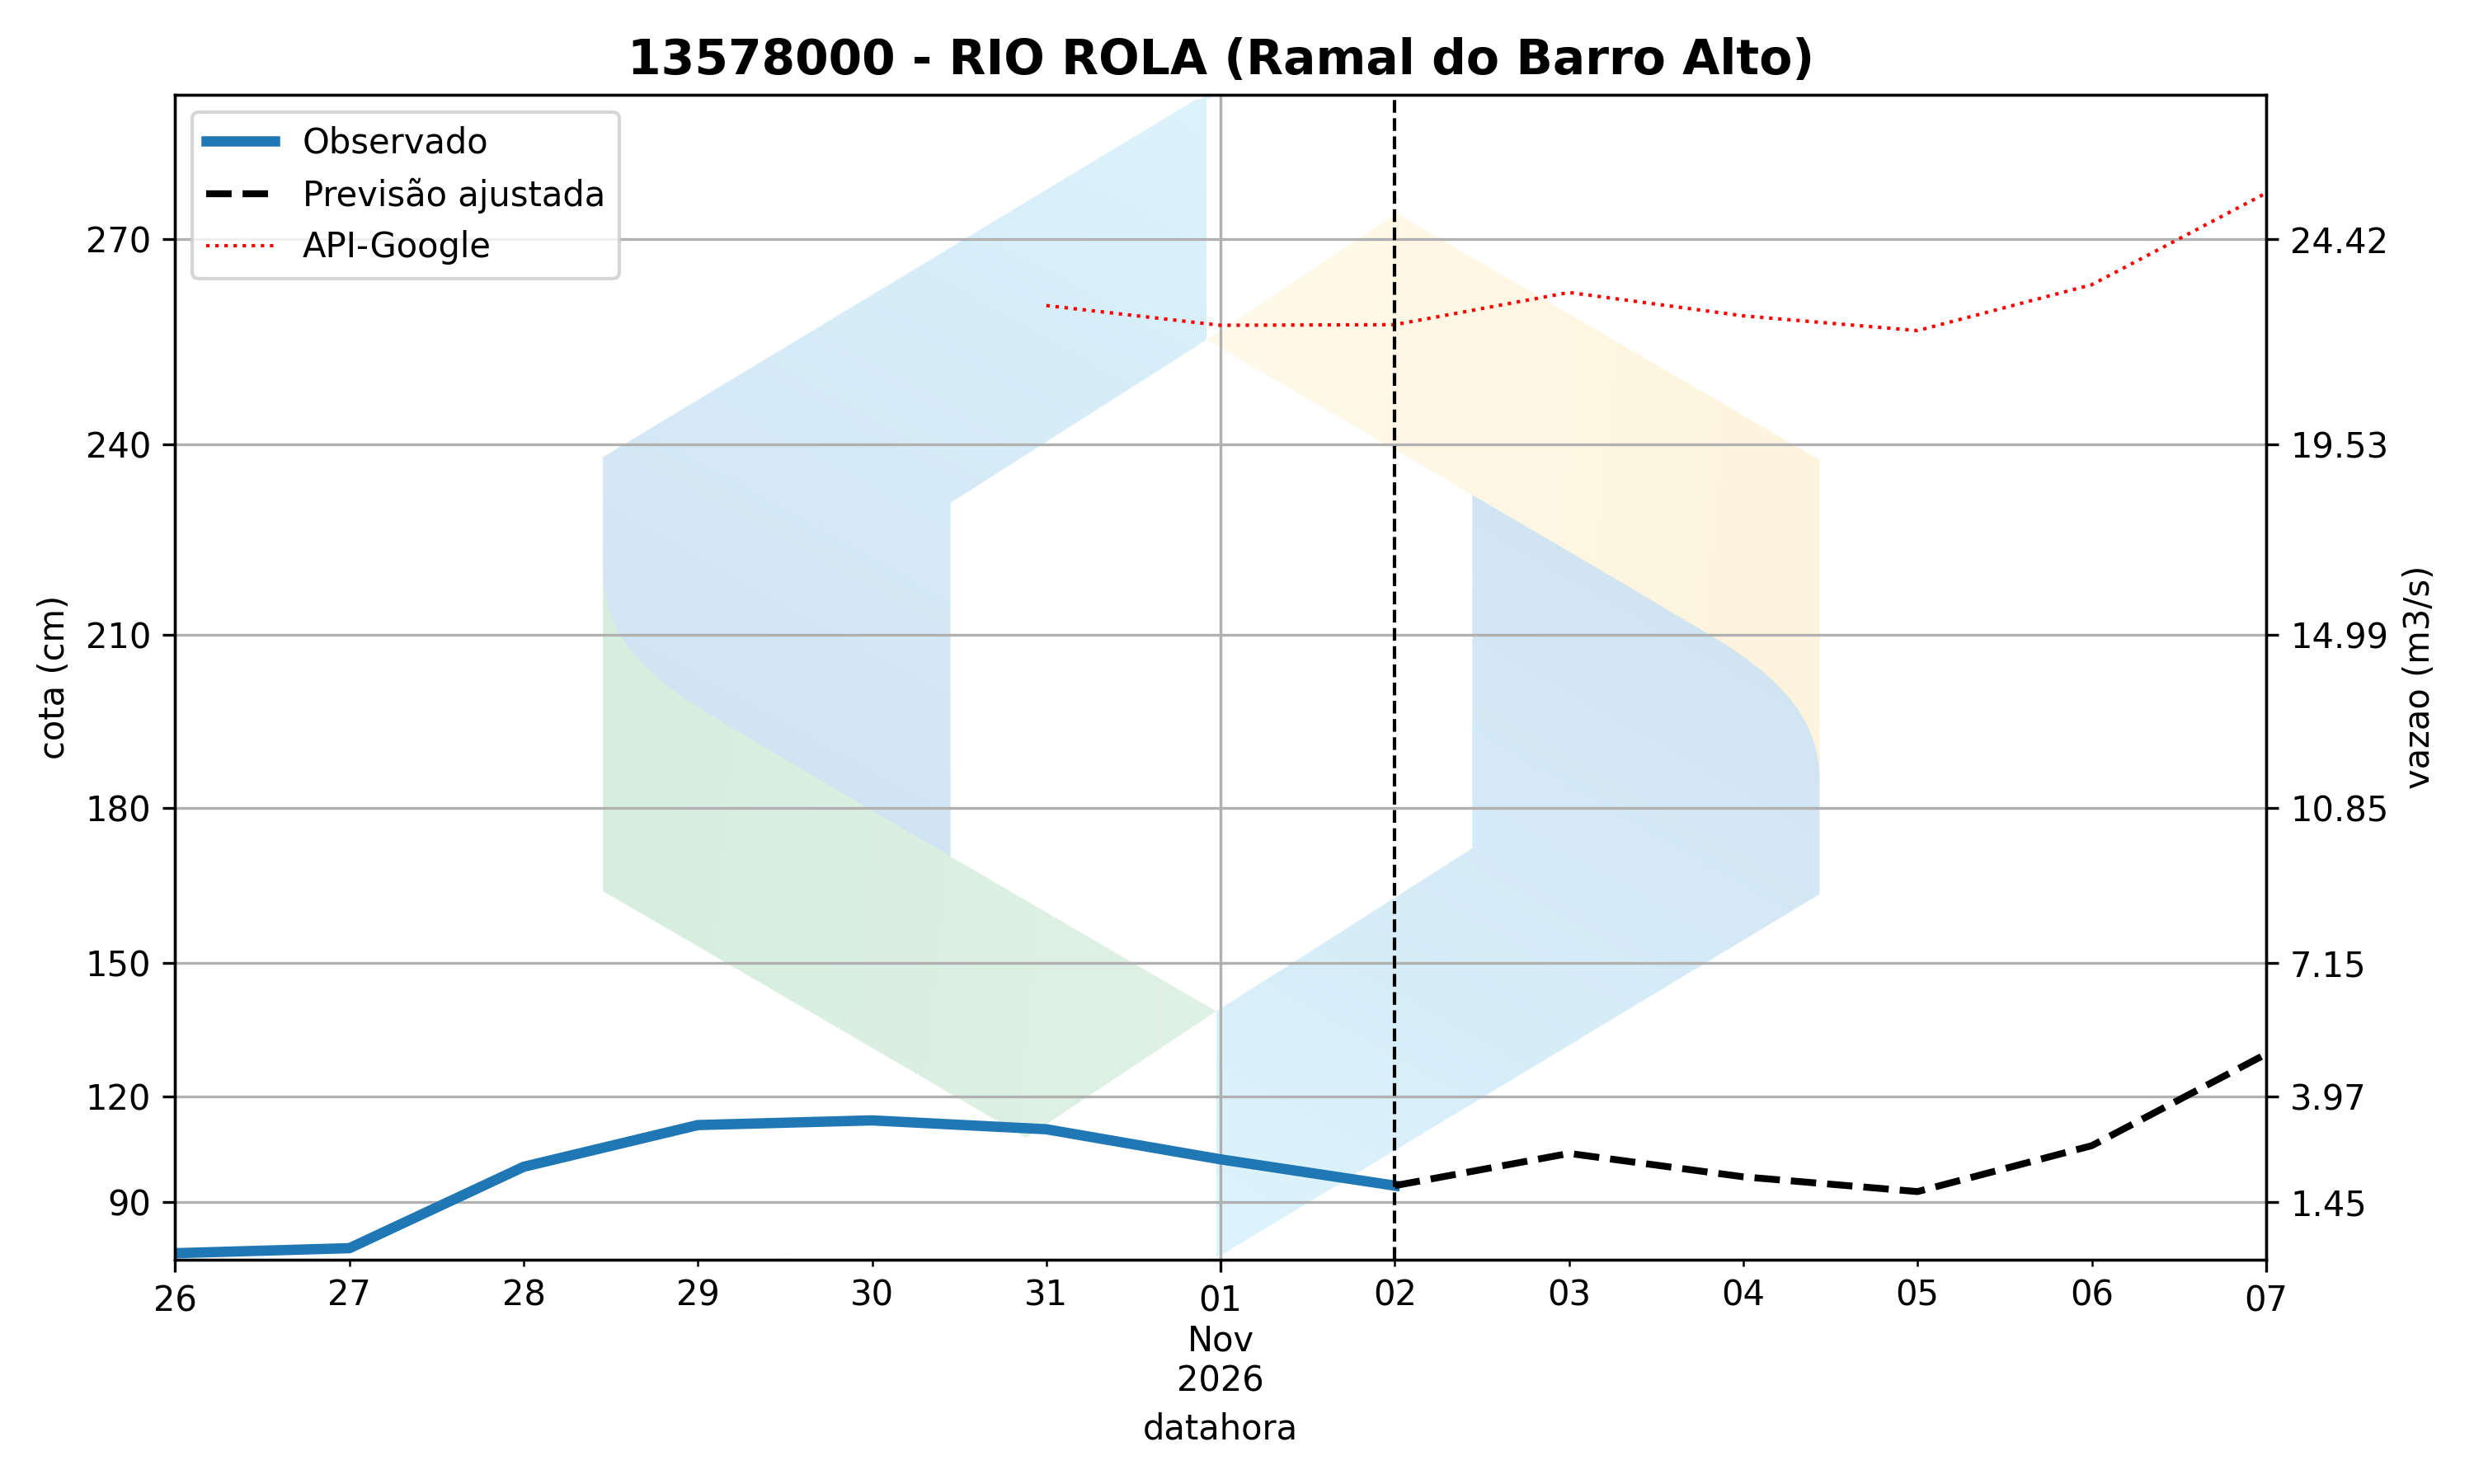 13578000 - RIO ROLA (Ramal do Barro Alto)
Observado
Previsão ajustada
API-Google
270
240
210
180
150
120
90
cota (cm)
24.42
19.53
14.99
10.85
7.15
3.97
1.45
vazao (m3/s)
26 27 28 29 30 31 01 02 03 04 05 06 07
Nov
2026
datahora